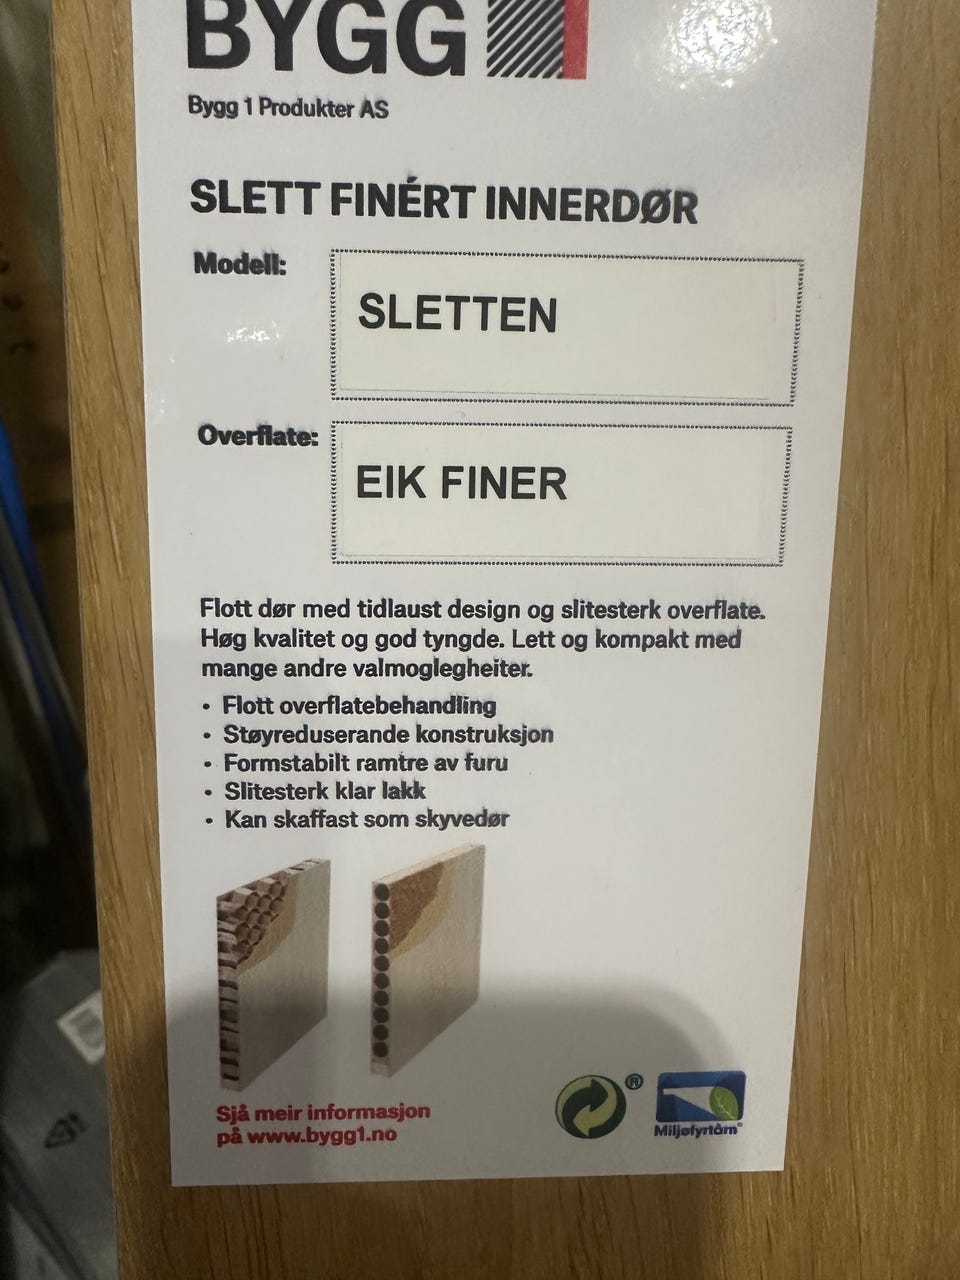 BYGG
Bygg 1 Produkter AS
SLETT FINÉRT INNERDØR
Modell:
SLETTEN
Overflate:
EIK FINER
Flott dør med tidlaust design og slitesterk overflate.
Høg kvalitet og god tyngde. Lett og kompakt med
mange andre valmoglegheiter.
• Flott overflatebehandling
• Støyreduserande konstruksjon
• Formstabilt ramtre av furu
• Slitesterk klar lakk
• Kan skaffast som skyvedør
Sjå meir informasjon
på www.bygg1.no
®
Miljøfyrtårn®